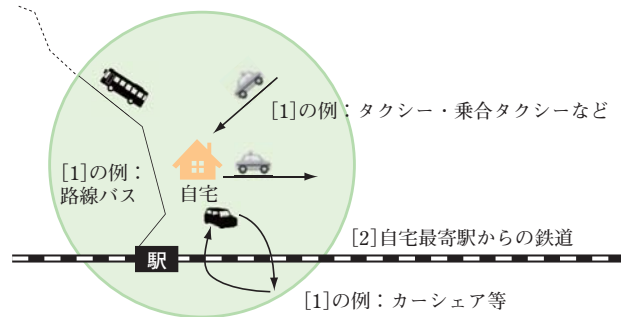 [1]の例：タクシー・乗合タクシーなど
[1]の例：
路線バス
自宅
[2]自宅最寄駅からの鉄道
駅
[1]の例：カーシェア等